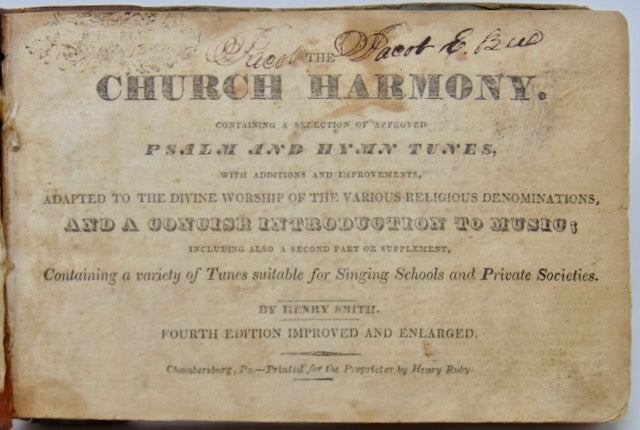 Jacob Jacob E.
THE
CHURCH HARMONY.
CONTAINING A SELECTION OF APPROVED
PSALM AND HYMN TUNES,
WITH ADDITIONS AND IMPROVEMENTS,
ADAPTED TO THE DIVINE WORSHIP OF THE VARIOUS RELIGIOUS DENOMINATIONS,
AND A CONCISE INTRODUCTION TO MUSIC;
INCLUDING ALSO A SECOND PART OR SUPPLEMENT,
Containing a variety of Tunes suitable for Singing Schools and Private Societies.
BY HENRY SMITH.
FOURTH EDITION IMPROVED AND ENLARGED.
Chambersburg, Pa.—Printed for the Proprietor by Henry Ruby.